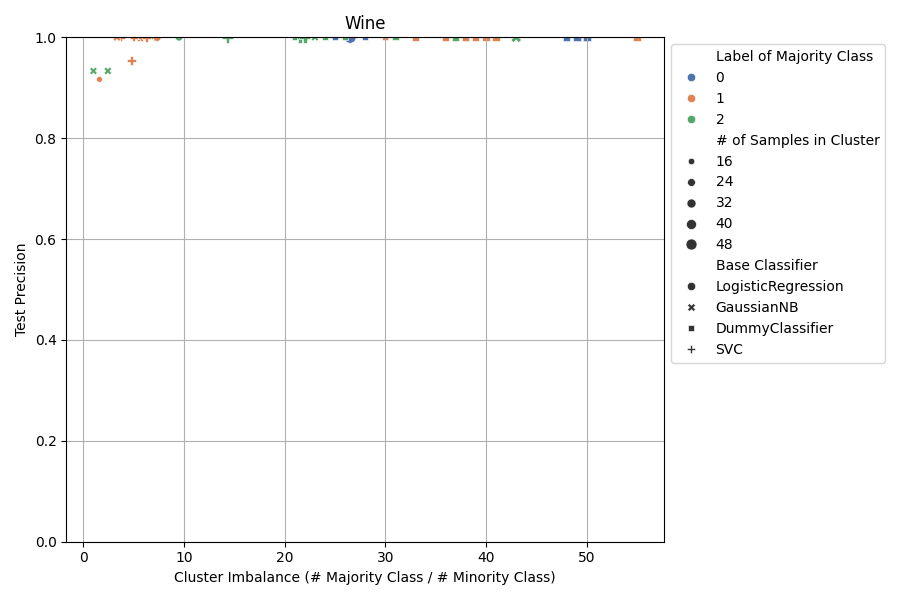 Wine
1.0
0.8
0.6
0.4
0.2
0.0
Test Precision
0
10
20
30
40
50
Cluster Imbalance (# Majority Class / # Minority Class)
Label of Majority Class
0
1
2
# of Samples in Cluster
16
24
32
40
48
Base Classifier
LogisticRegression
GaussianNB
DummyClassifier
SVC